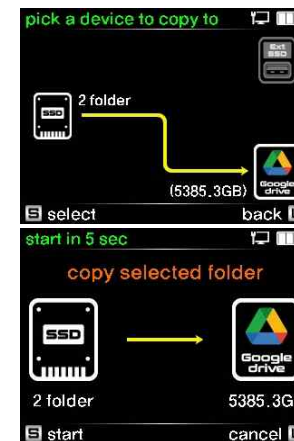 pick a device to copy to
Ext
SSD
SSD
2 folder
(5385.3GB)
Google
drive
S select
back
start in 5 sec
copy selected folder
SSD
Google
drive
2 folder
5385.3G
S start
cancel